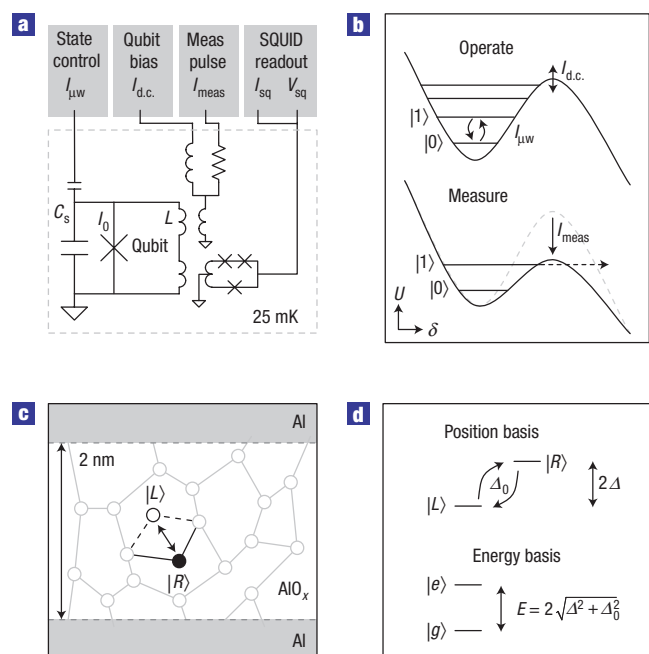 a
State control I_μw
Qubit bias I_d.c.
Meas pulse I_meas
SQUID readout I_sq V_sq
C_s
I_0
L
Qubit
25 mK
b
Operate
I_d.c.
|1⟩
|0⟩
I_μw
Measure
I_meas
|1⟩
|0⟩
U
δ
c
Al
2 nm
|L⟩
|R⟩
AlO_x
Al
d
Position basis
|R⟩
Δ_0
2Δ
|L⟩
Energy basis
|e⟩
E = 2√(Δ² + Δ_0²)
|g⟩